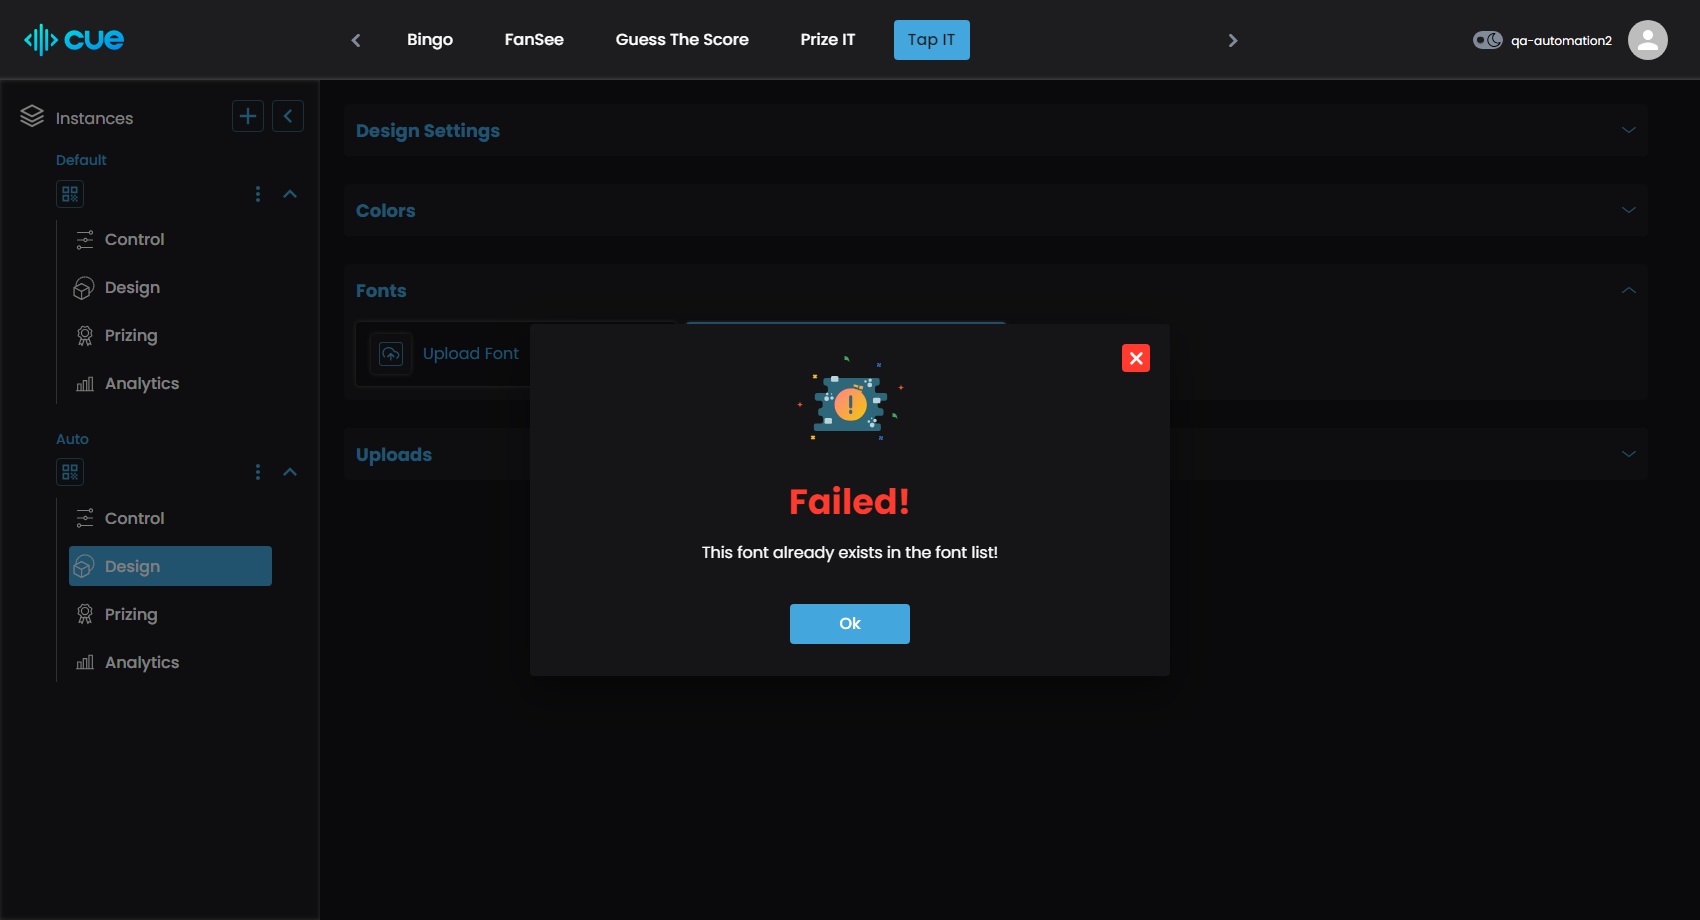 cue
Bingo
FanSee
Guess The Score
Prize IT
Tap IT
qa-automation2
Instances
Default
Control
Design
Prizing
Analytics
Auto
Control
Design
Prizing
Analytics
Design Settings
Colors
Fonts
Upload Font
Uploads
Failed!
This font already exists in the font list!
Ok